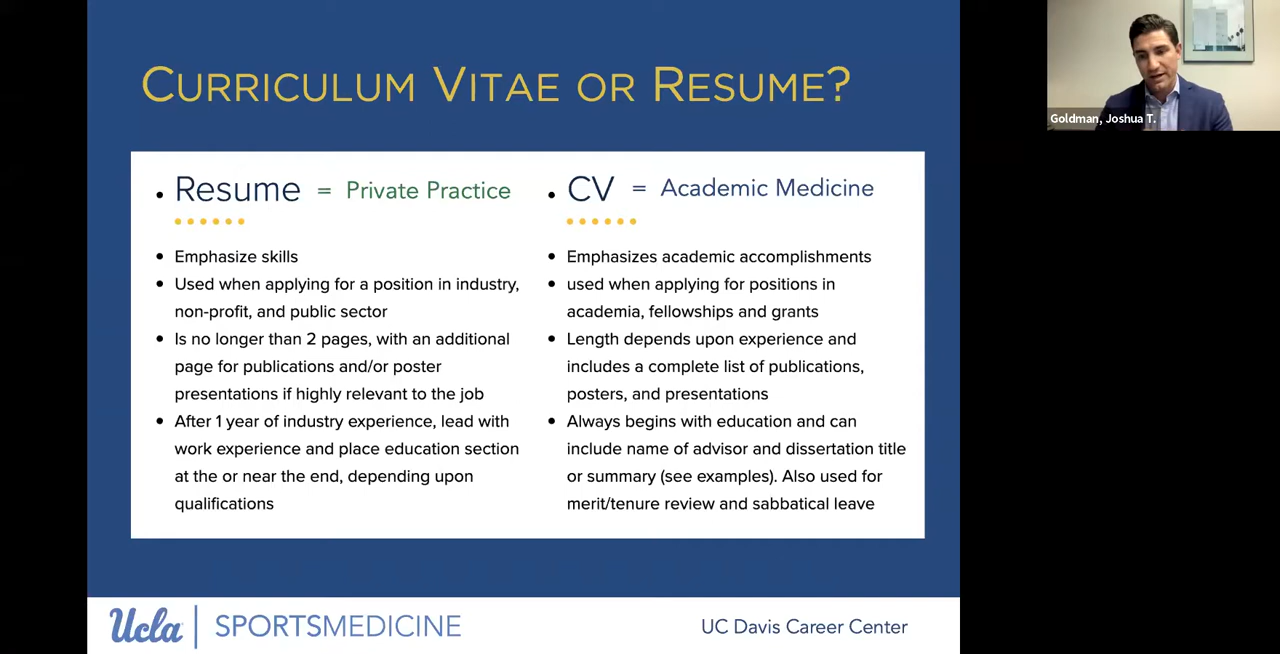 CURRICULUM VITAE OR RESUME?
Goldman, Joshua T.
• Resume = Private Practice
• Emphasize skills
• Used when applying for a position in industry,
non-profit, and public sector
• Is no longer than 2 pages, with an additional
page for publications and/or poster
presentations if highly relevant to the job
• After 1 year of industry experience, lead with
work experience and place education section
at the or near the end, depending upon
qualifications
• CV = Academic Medicine
• Emphasizes academic accomplishments
• used when applying for positions in
academia, fellowships and grants
• Length depends upon experience and
includes a complete list of publications,
posters, and presentations
• Always begins with education and can
include name of advisor and dissertation title
or summary (see examples). Also used for
merit/tenure review and sabbatical leave
Ucla | SPORTSMEDICINE
UC Davis Career Center